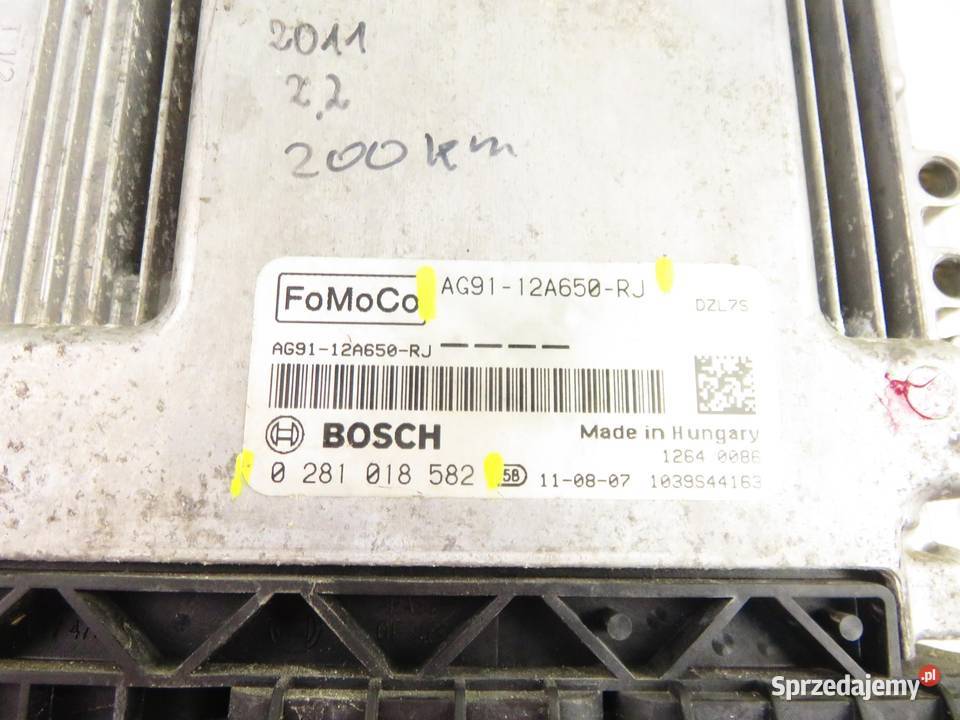 2011
2,2
200 km
FoMoCo
AG91-12A650-RJ
DZL7S
AG91-12A650-RJ ————
BOSCH
Made in Hungary
1264 0086
0 281 018 582
11-08-07
1039S44163
Sprzedajemy.pl